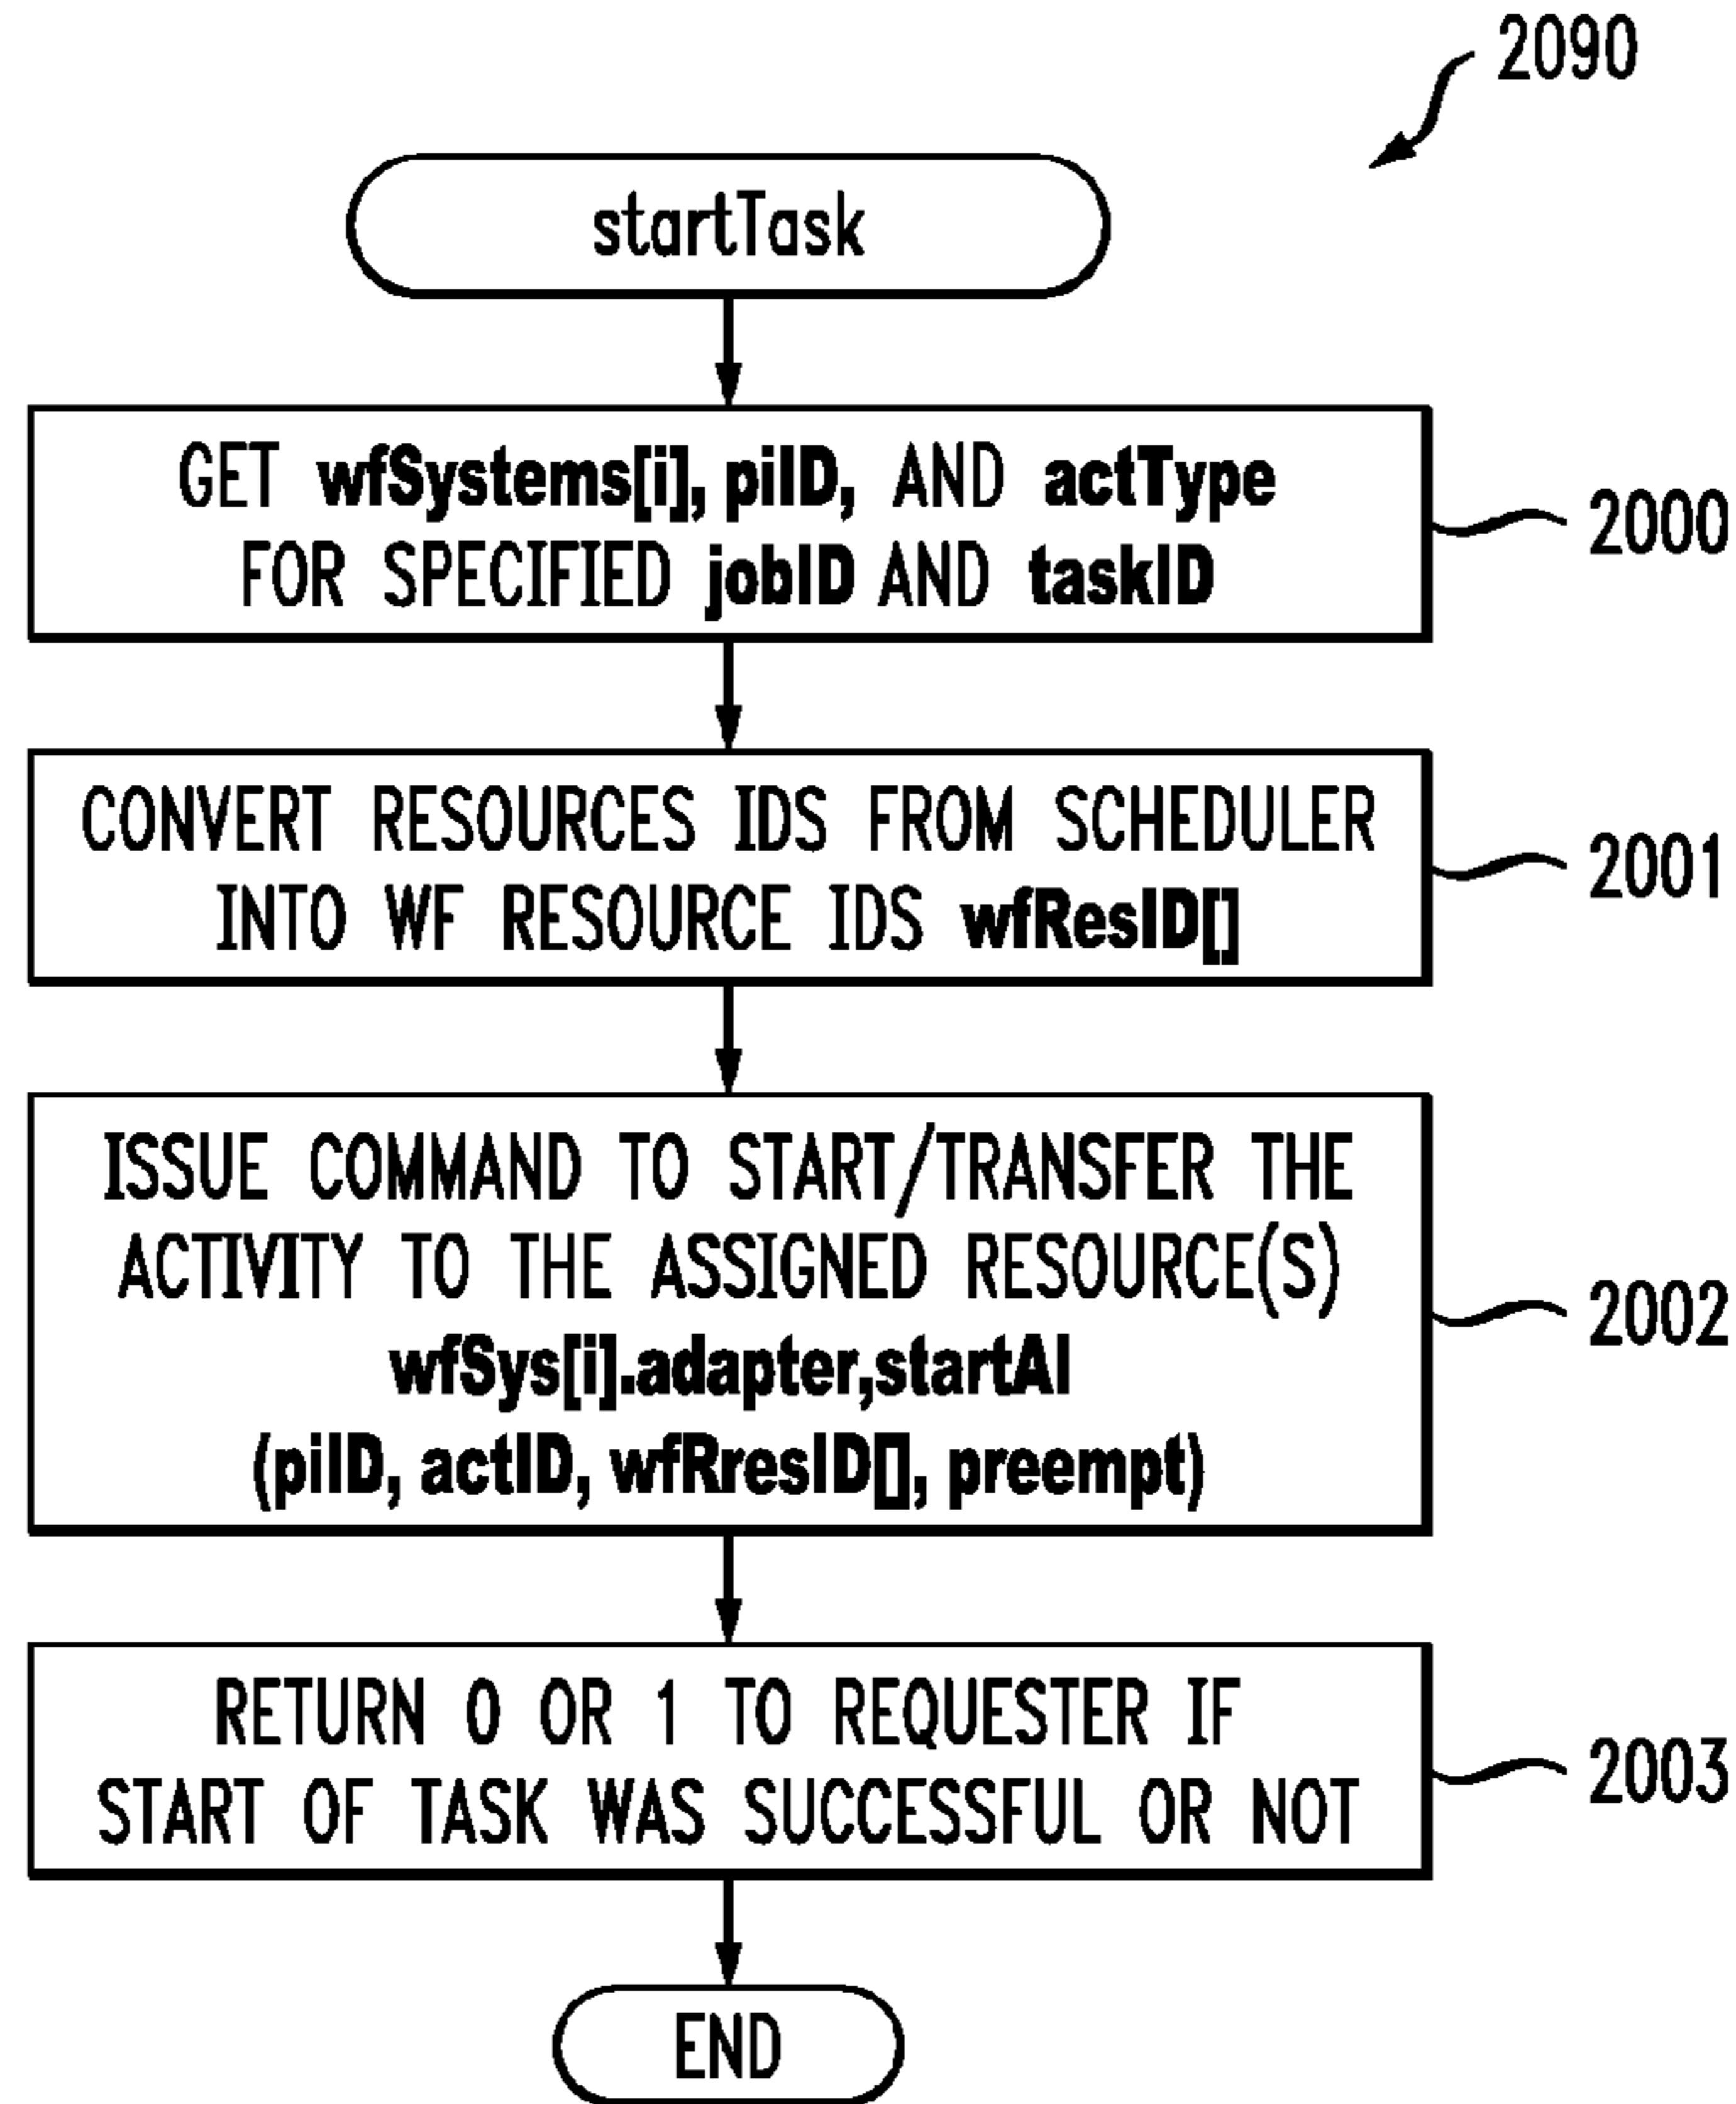 2090
startTask
GET wfSystems[i], piID, AND actType
FOR SPECIFIED jobID AND taskID
2000
CONVERT RESOURCES IDS FROM SCHEDULER
INTO WF RESOURCE IDS wfResID[]
2001
ISSUE COMMAND TO START/TRANSFER THE
ACTIVITY TO THE ASSIGNED RESOURCE(S)
wfSys[i].adapter,startAI
(piID, actID, wfRresID[], preempt)
2002
RETURN 0 OR 1 TO REQUESTER IF
START OF TASK WAS SUCCESSFUL OR NOT
2003
END